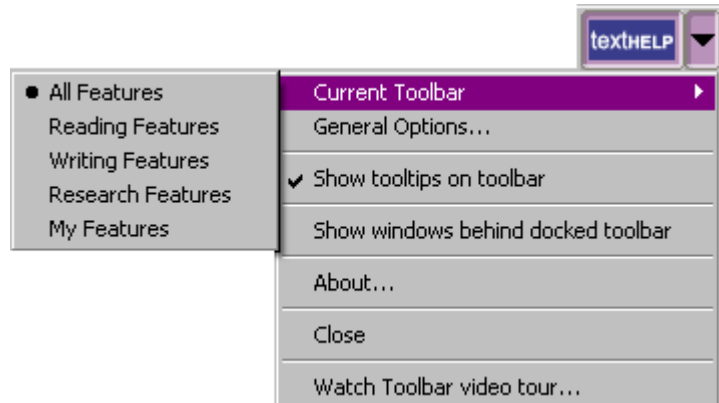 textHELP
All Features
Reading Features
Writing Features
Research Features
My Features
Current Toolbar
General Options...
Show tooltips on toolbar
Show windows behind docked toolbar
About...
Close
Watch Toolbar video tour...